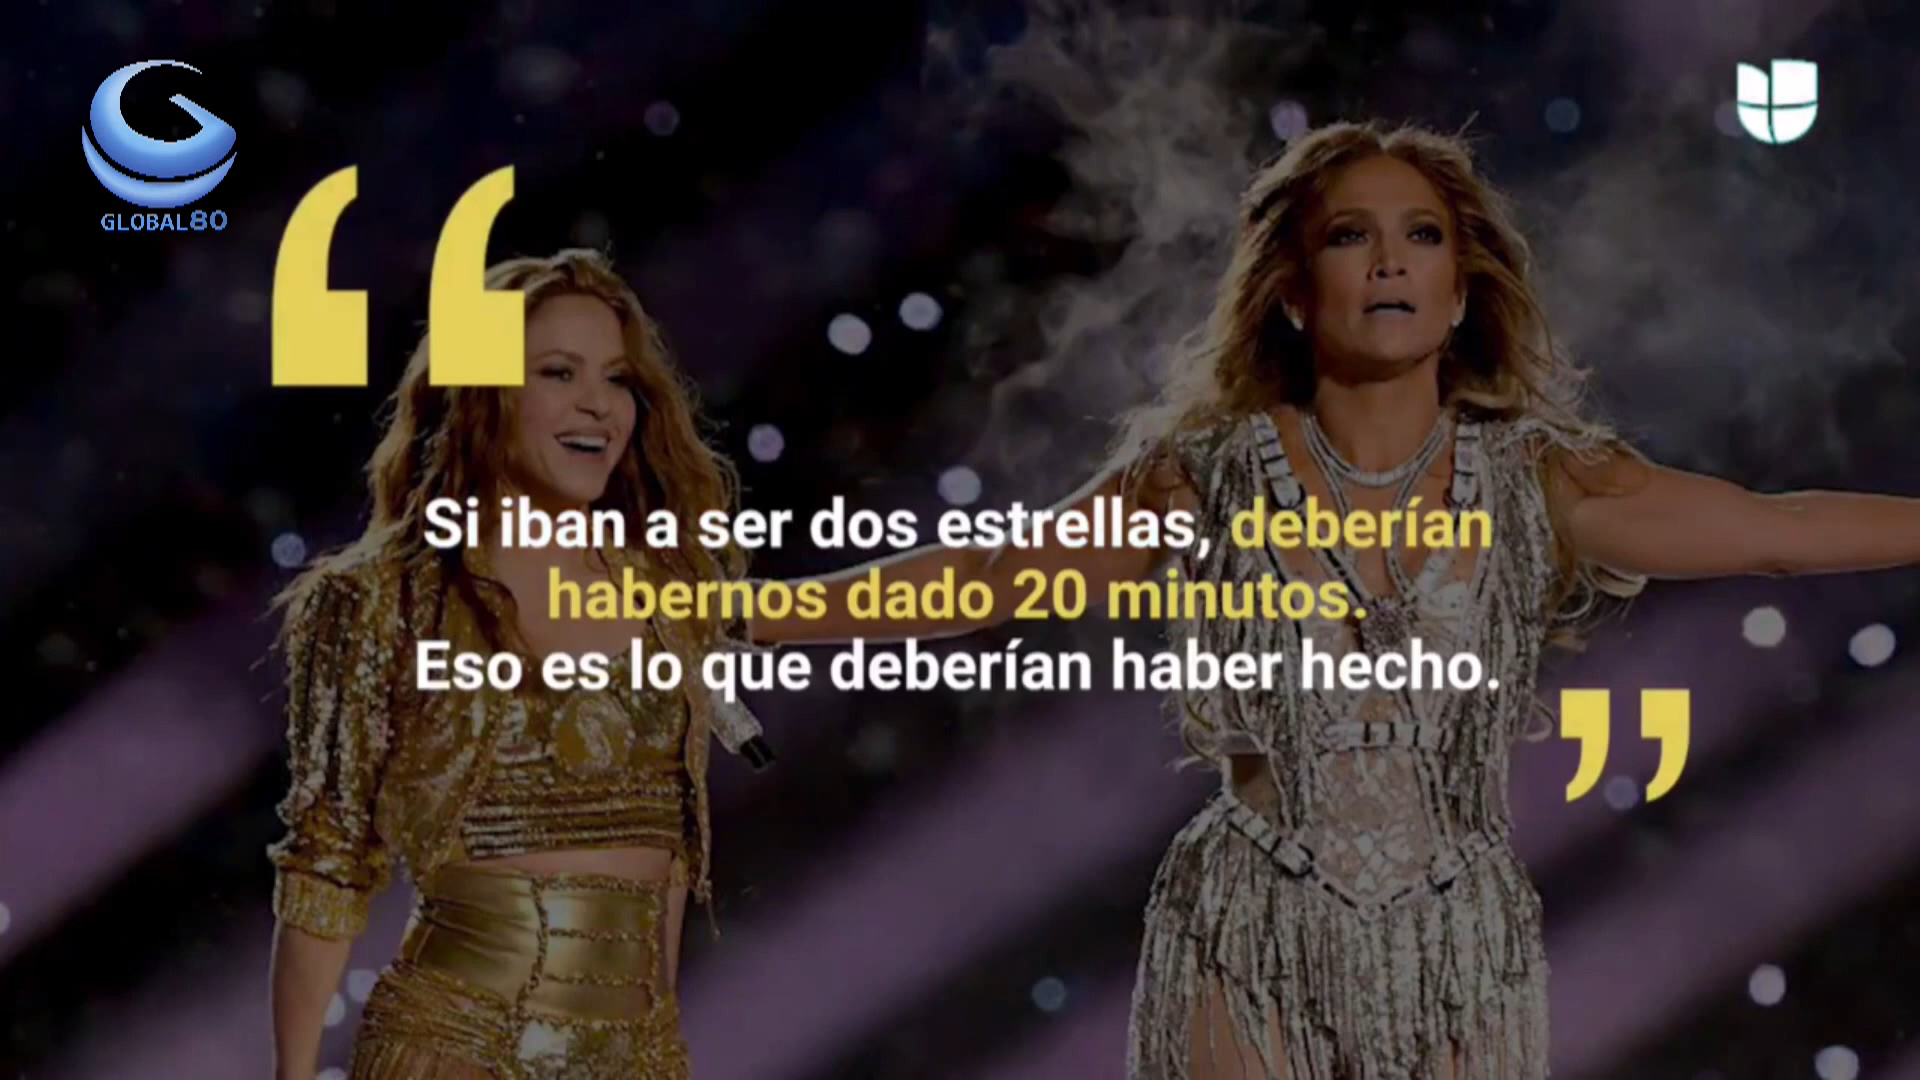 GLOBAL80
Si iban a ser dos estrellas, deberían
habernos dado 20 minutos.
Eso es lo que deberían haber hecho.